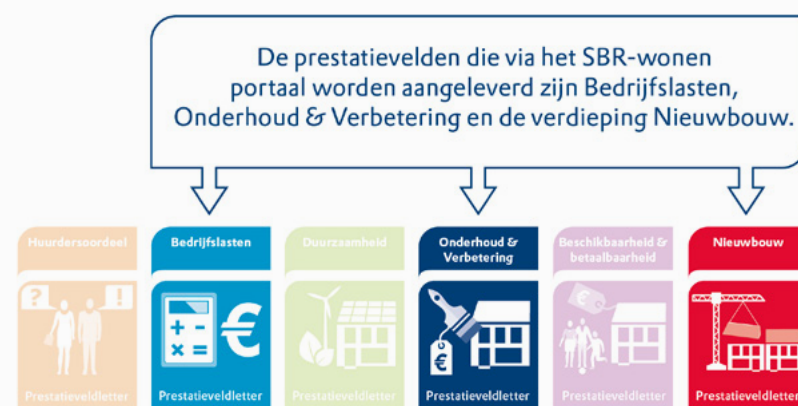 De prestatievelden die via het SBR-wonen
portaal worden aangeleverd zijn Bedrijfslasten,
Onderhoud & Verbetering en de verdieping Nieuwbouw.
Huurdersoordeel
Bedrijfslasten
Duurzaamheid
Onderhoud &
Verbetering
Beschikbaarheid &
betaalbaarheid
Nieuwbouw
? !
+ -
× = €
€
€
Prestatieveldletter
Prestatieveldletter
Prestatieveldletter
Prestatieveldletter
Prestatieveldletter
Prestatieveldletter